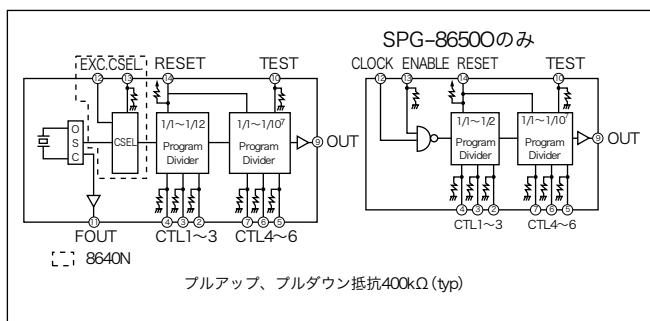 SPG-8650Oのみ
EXC.CSEL. RESET TEST
CLOCK ENABLE RESET TEST
12 13 14 10
12 13 14 10
O S C
CSEL
1/1~1/12 Program Divider
1/1~1/10⁷ Program Divider
9 OUT
1/1~1/2 Program Divider
1/1~1/10⁷ Program Divider
9 OUT
11 4 3 2 7 6 5
4 3 2 7 6 5
FOUT CTL1~3 CTL4~6
CTL1~3 CTL4~6
8640N
プルアップ、プルダウン抵抗400kΩ(typ)